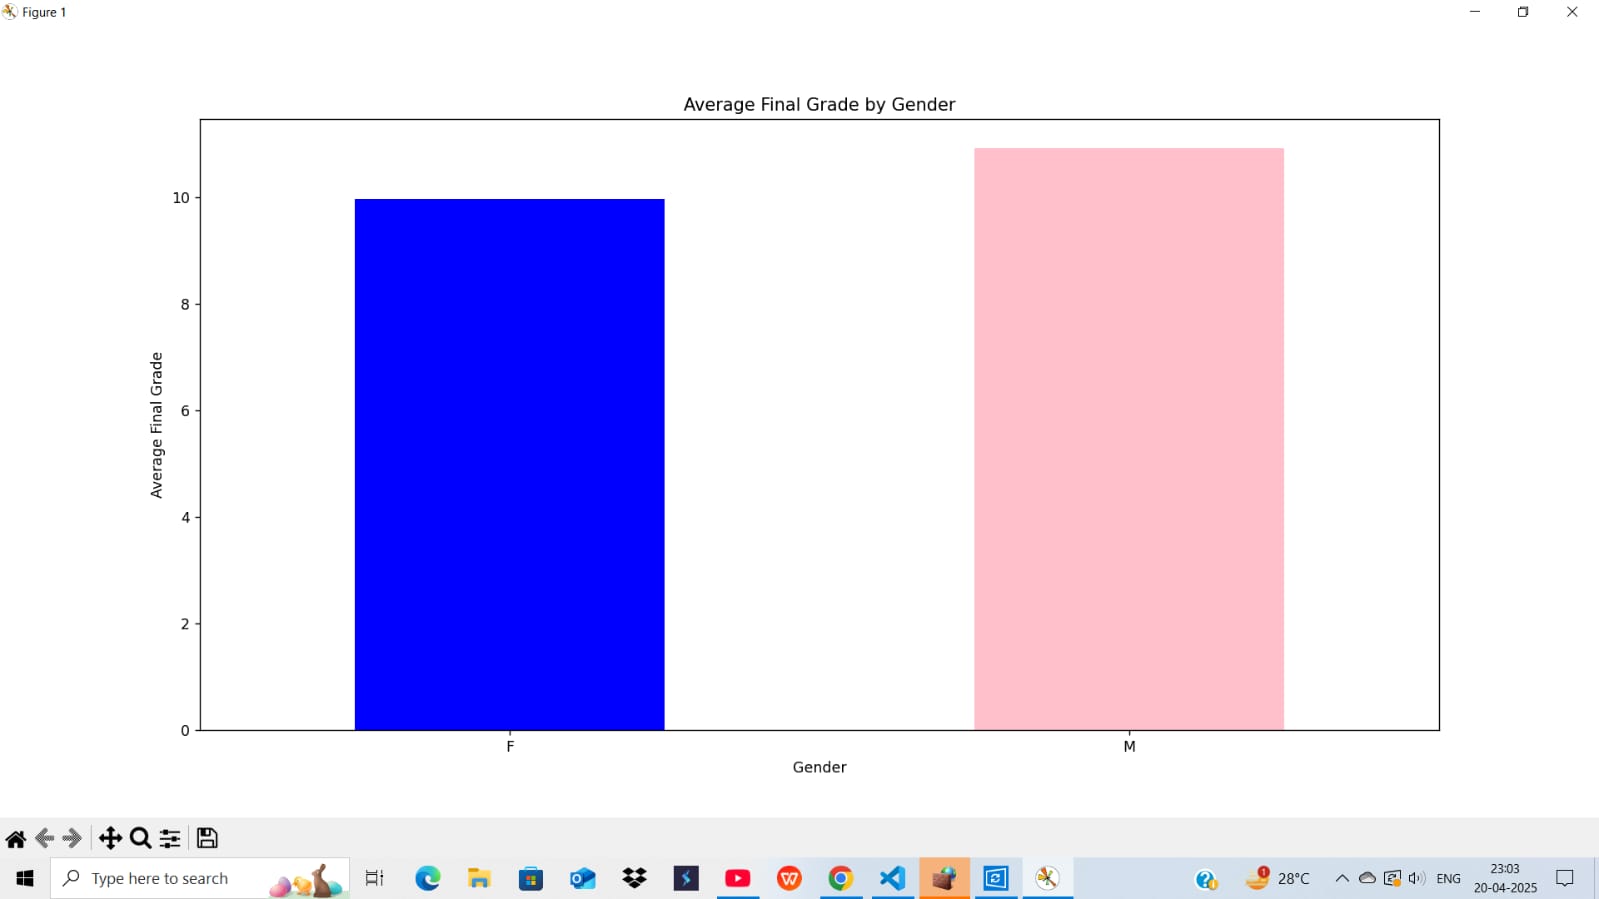 Figure 1
Average Final Grade by Gender
Average Final Grade
10
8
6
4
2
0
F
M
Gender
Type here to search
1
28°C
ENG
23:03
20-04-2025